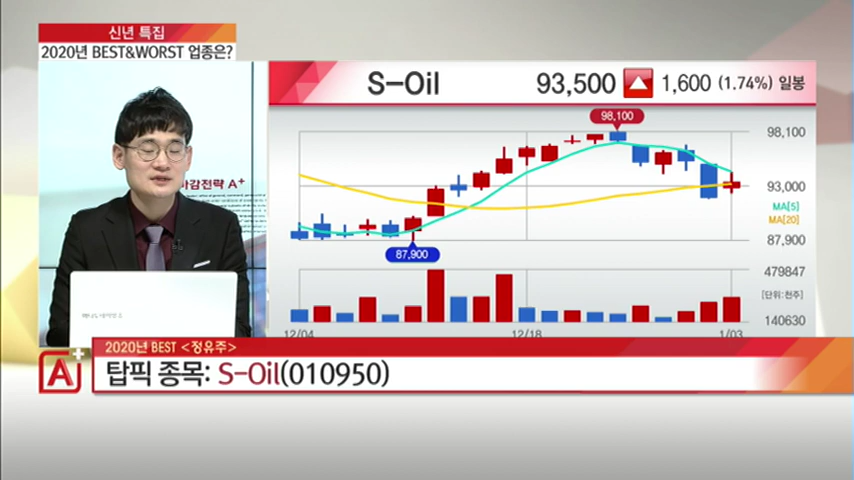 신년 특집
2020년 BEST&WORST 업종은?
S-Oil 93,500 1,600 (1.74%) 일봉
마감전략 A+
98,100
98,100
93,000
MA[5]
MA[20]
87,900
87,900
479847
[단위:천주]
140630
12/04 12/18 1/03
2020년 BEST <정유주>
A+
탑픽 종목: S-Oil(010950)